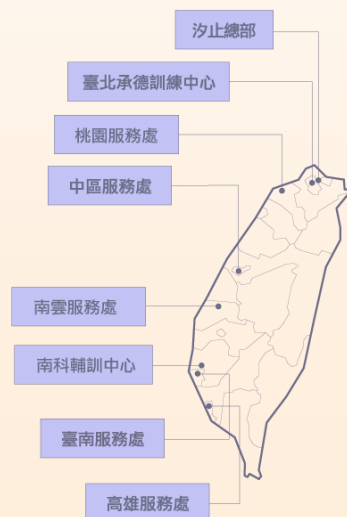 汐止總部
臺北承德訓練中心
桃園服務處
中區服務處
南雲服務處
南科輔訓中心
臺南服務處
高雄服務處